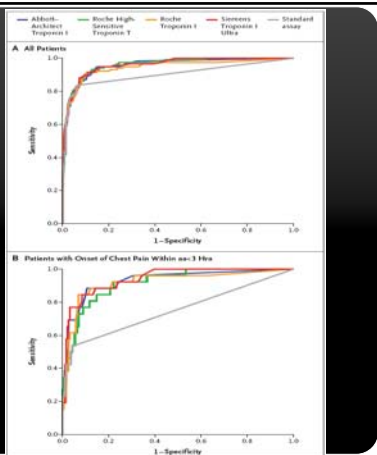 Abbott–Architect Troponin I
Roche High-Sensitive Troponin T
Roche Troponin I
Siemens Troponin I Ultra
Standard assay
A All Patients
1.0
0.8
0.6
0.4
0.2
0.0
Sensitivity
0.0 0.2 0.4 0.6 0.8 1.0
1–Specificity
B Patients with Onset of Chest Pain Within aa<3 Hra
1.0
0.8
0.6
0.4
0.2
0.0
Sensitivity
0.0 0.2 0.4 0.6 0.8 1.0
1–Specificity